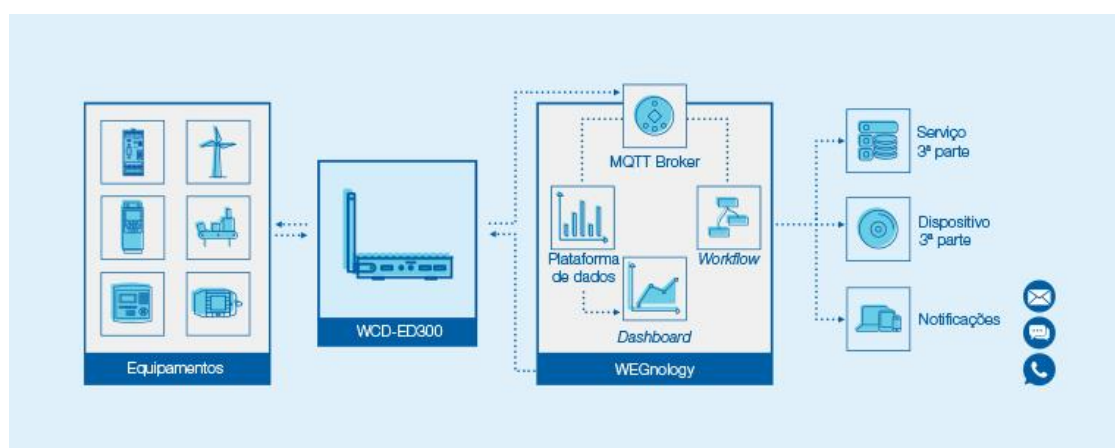 MQTT Broker
Plataforma
de dados
Workflow
Dashboard
WCD-ED300
Equipamentos
WEGnology
Serviço
3ª parte
Dispositivo
3ª parte
Notificações